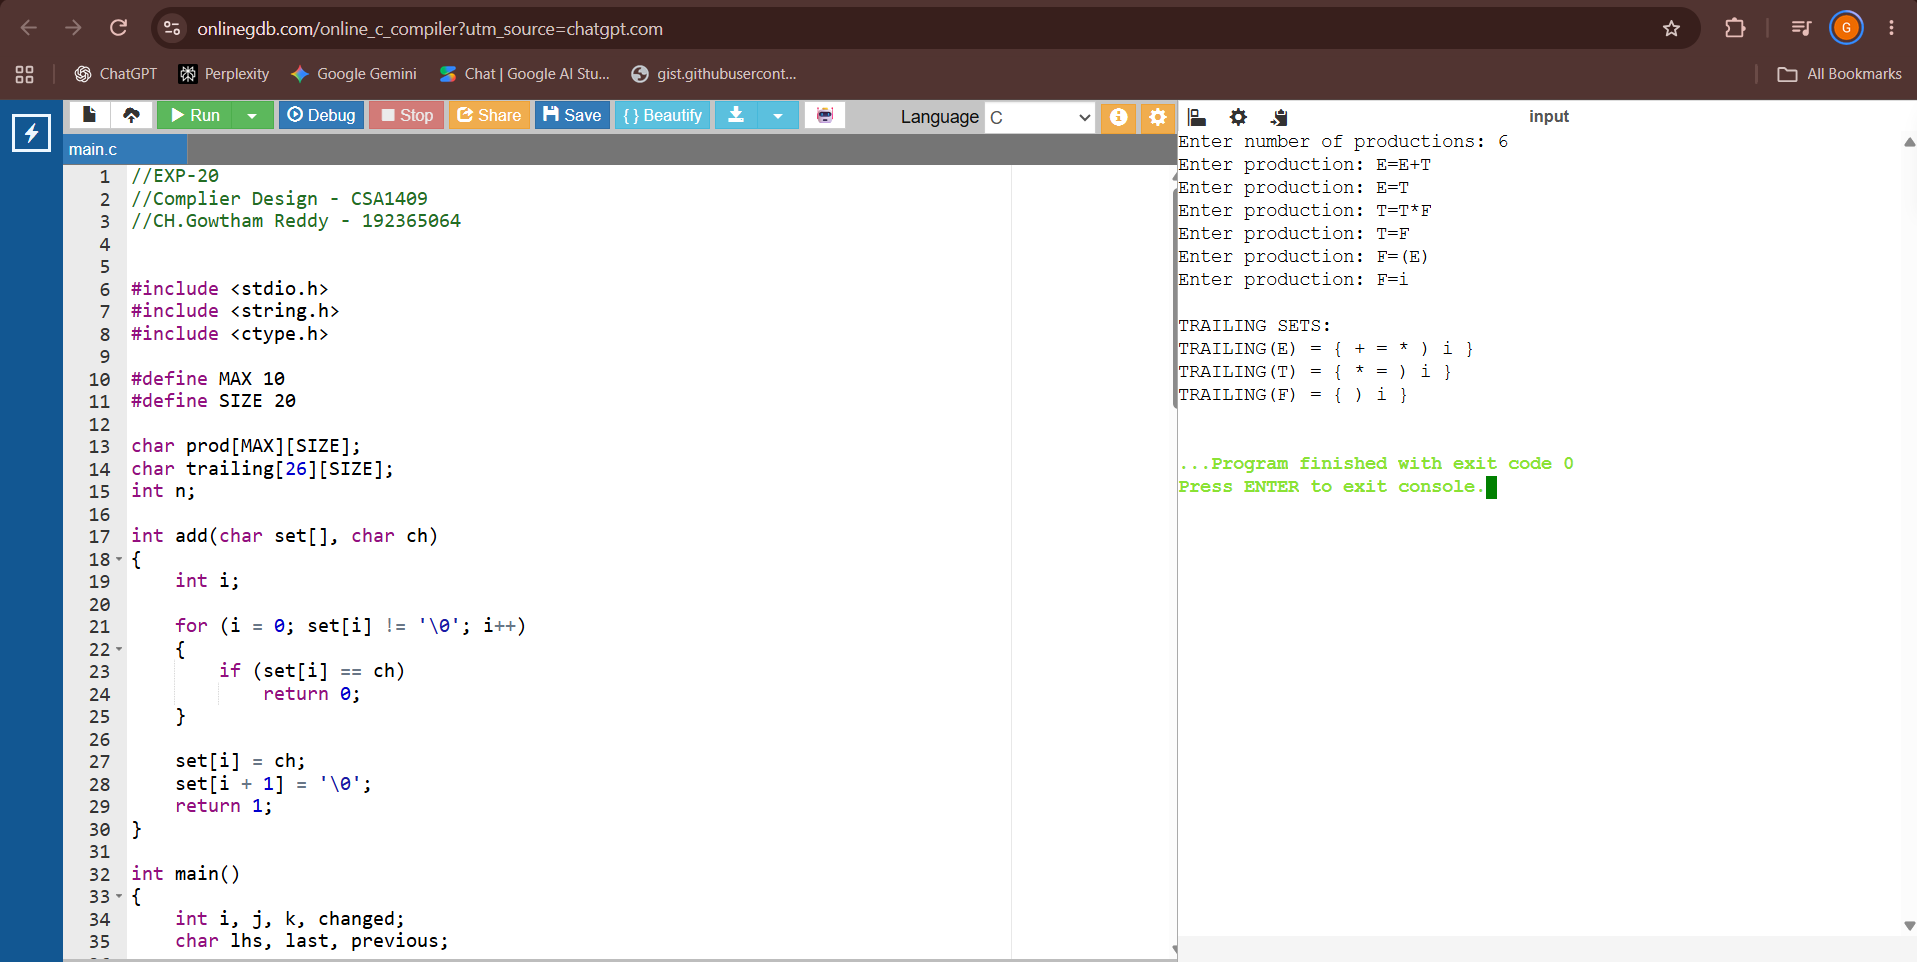 onlinegdb.com/online_c_compiler?utm_source=chatgpt.com
G
ChatGPT
Perplexity
Google Gemini
Chat | Google AI Stu...
gist.githubusercont...
All Bookmarks
Run
Debug
Stop
Share
Save
{ } Beautify
Language C
input
main.c
1 //EXP-20
2 //Complier Design - CSA1409
3 //CH.Gowtham Reddy - 192365064
4
5
6 #include <stdio.h>
7 #include <string.h>
8 #include <ctype.h>
9
10 #define MAX 10
11 #define SIZE 20
12
13 char prod[MAX][SIZE];
14 char trailing[26][SIZE];
15 int n;
16
17 int add(char set[], char ch)
18 {
19     int i;
20
21     for (i = 0; set[i] != '\0'; i++)
22     {
23         if (set[i] == ch)
24             return 0;
25     }
26
27     set[i] = ch;
28     set[i + 1] = '\0';
29     return 1;
30 }
31
32 int main()
33 {
34     int i, j, k, changed;
35     char lhs, last, previous;
Enter number of productions: 6
Enter production: E=E+T
Enter production: E=T
Enter production: T=T*F
Enter production: T=F
Enter production: F=(E)
Enter production: F=i
TRAILING SETS:
TRAILING(E) = { + = * ) i }
TRAILING(T) = { * = ) i }
TRAILING(F) = { ) i }
...Program finished with exit code 0
Press ENTER to exit console.